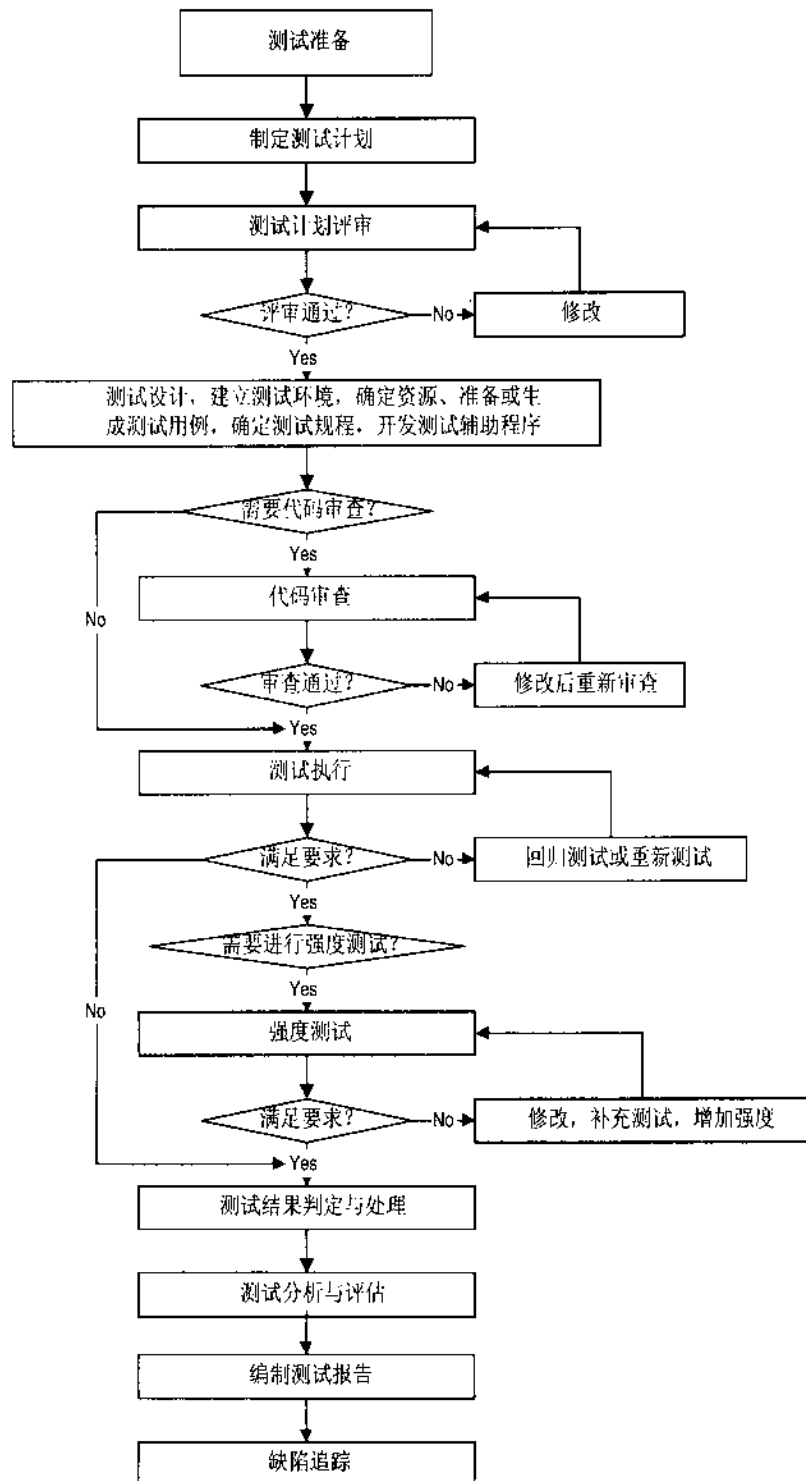 测试准备
制定测试计划
测试计划评审
评审通过?
No
修改
Yes
测试设计，建立测试环境，确定资源、准备或生
成测试用例，确定测试规程，开发测试辅助程序
需要代码审查?
Yes
代码审查
No
审查通过?
No
修改后重新审查
Yes
测试执行
满足要求?
No
回归测试或重新测试
Yes
需要进行强度测试?
Yes
No
强度测试
满足要求?
No
修改，补充测试，增加强度
Yes
测试结果判定与处理
测试分析与评估
编制测试报告
缺陷追踪